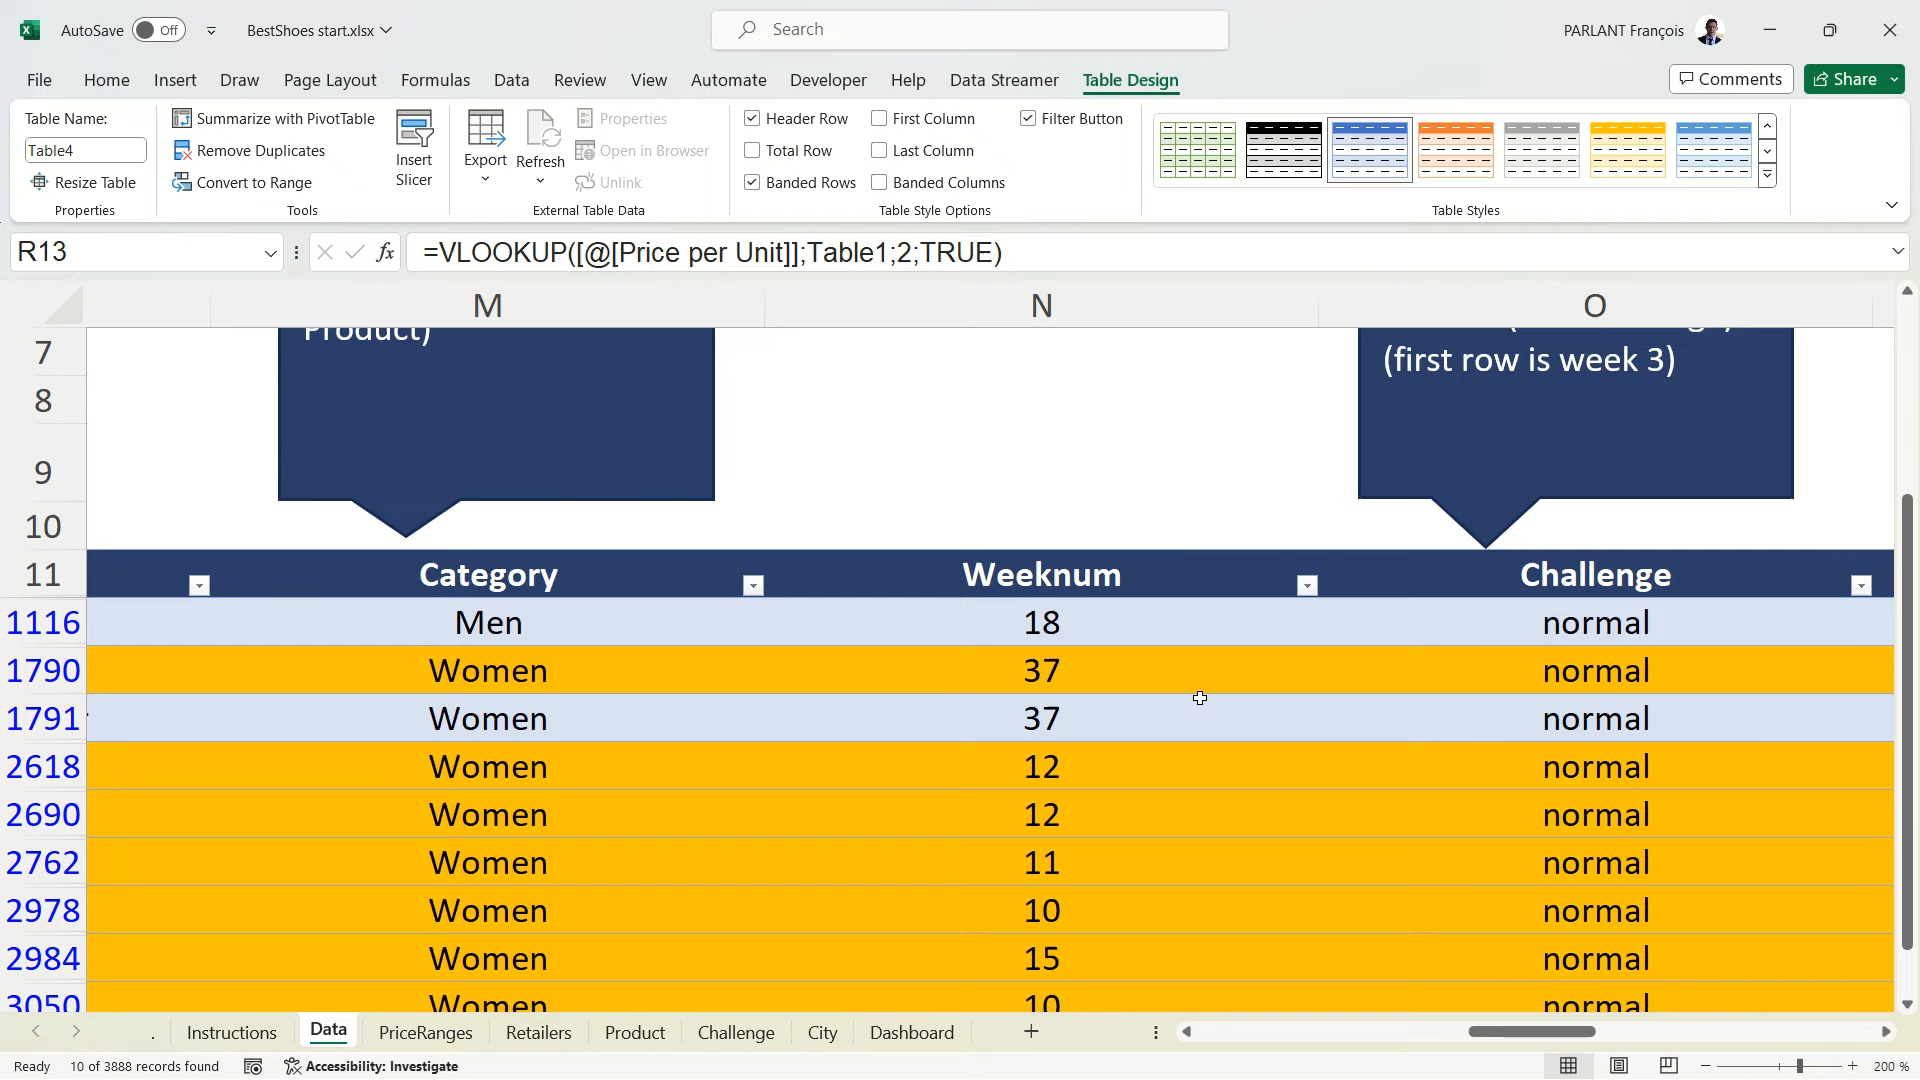 AutoSave Off BestShoes start.xlsx Search PARLANT François
File Home Insert Draw Page Layout Formulas Data Review View Automate Developer Help Data Streamer Table Design Comments Share
Table Name:
Table4
Resize Table
Properties
Summarize with PivotTable
Remove Duplicates
Convert to Range
Tools
Insert
Slicer
Export
Refresh
Properties
Open in Browser
Unlink
External Table Data
Header Row First Column Filter Button
Total Row Last Column
Banded Rows Banded Columns
Table Style Options
Table Styles
R13 fx =VLOOKUP([@[Price per Unit]];Table1;2;TRUE)
M N O
Product)
7 (first row is week 3)
8
9
10
11 Category Weeknum Challenge
1116 Men 18 normal
1790 Women 37 normal
1791 Women 37 normal
2618 Women 12 normal
2690 Women 12 normal
2762 Women 11 normal
2978 Women 10 normal
2984 Women 15 normal
3050 Women 10 normal
. Instructions Data PriceRanges Retailers Product Challenge City Dashboard
Ready 10 of 3888 records found Accessibility: Investigate 200 %